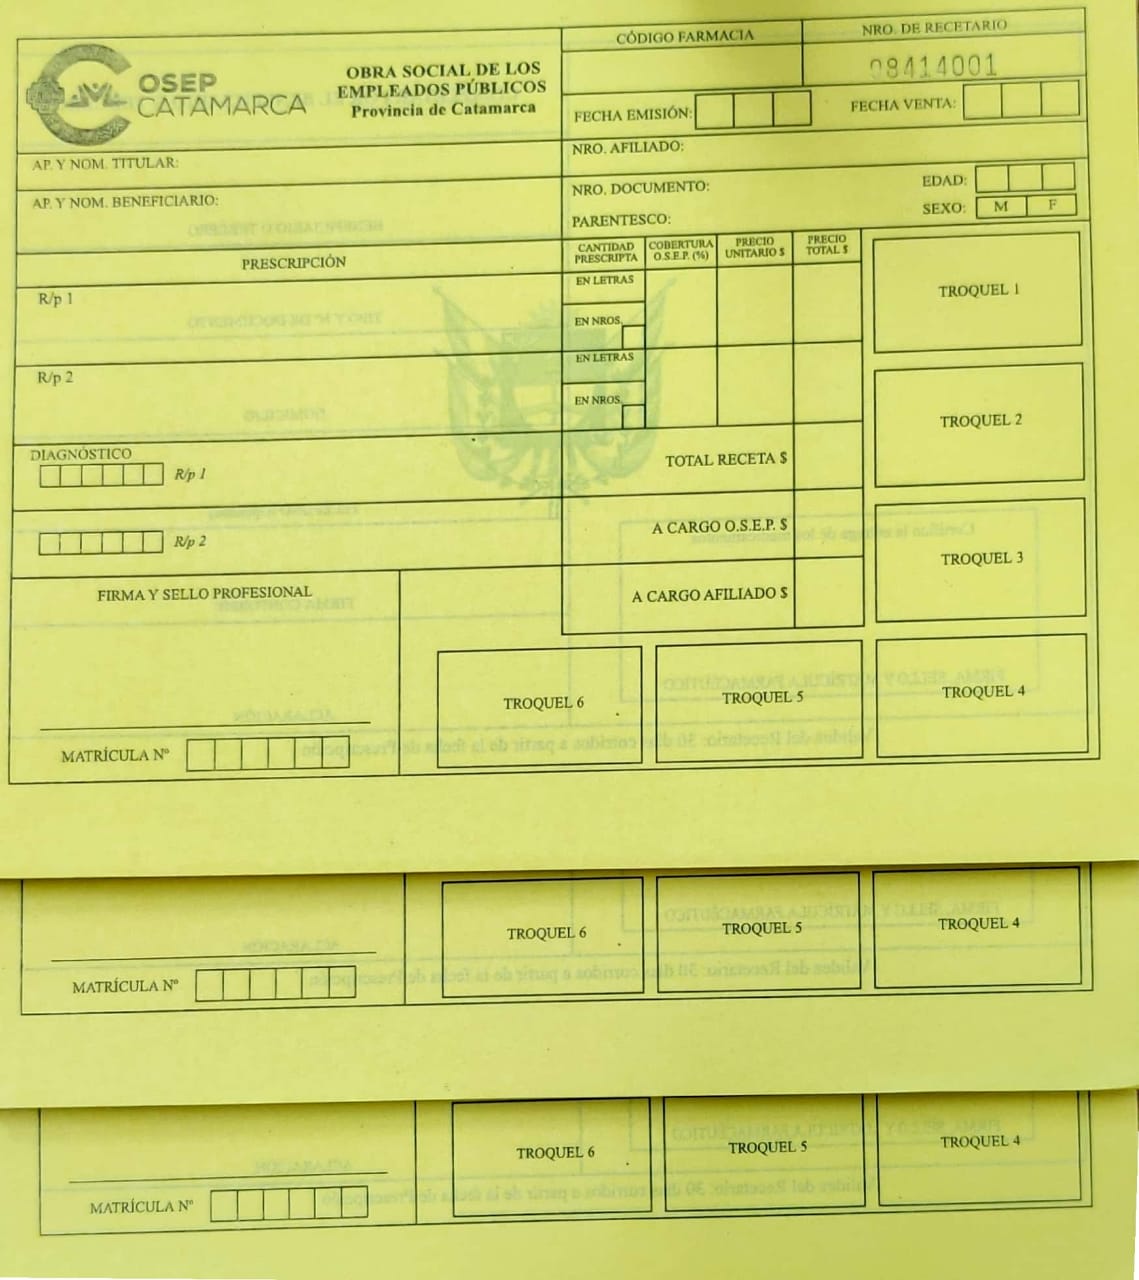 OSEP
CATAMARCA
OBRA SOCIAL DE LOS
EMPLEADOS PÚBLICOS
Provincia de Catamarca
CÓDIGO FARMACIA
NRO. DE RECETARIO
08414001
FECHA EMISIÓN:
FECHA VENTA:
AP. Y NOM. TITULAR:
NRO. AFILIADO:
AP. Y NOM. BENEFICIARIO:
NRO. DOCUMENTO:
EDAD:
PARENTESCO:
SEXO: M F
PRESCRIPCIÓN
CANTIDAD
PRESCRIPTA
COBERTURA
O.S.E.P. (%)
PRECIO
UNITARIO $
PRECIO
TOTAL $
R/p 1
EN LETRAS
EN NROS.
TROQUEL 1
R/p 2
EN LETRAS
EN NROS.
TROQUEL 2
DIAGNÓSTICO
R/p 1
TOTAL RECETA $
R/p 2
A CARGO O.S.E.P. $
TROQUEL 3
FIRMA Y SELLO PROFESIONAL
A CARGO AFILIADO $
TROQUEL 6
TROQUEL 5
TROQUEL 4
MATRÍCULA Nº
TROQUEL 6
TROQUEL 5
TROQUEL 4
MATRÍCULA Nº
TROQUEL 6
TROQUEL 5
TROQUEL 4
MATRÍCULA Nº